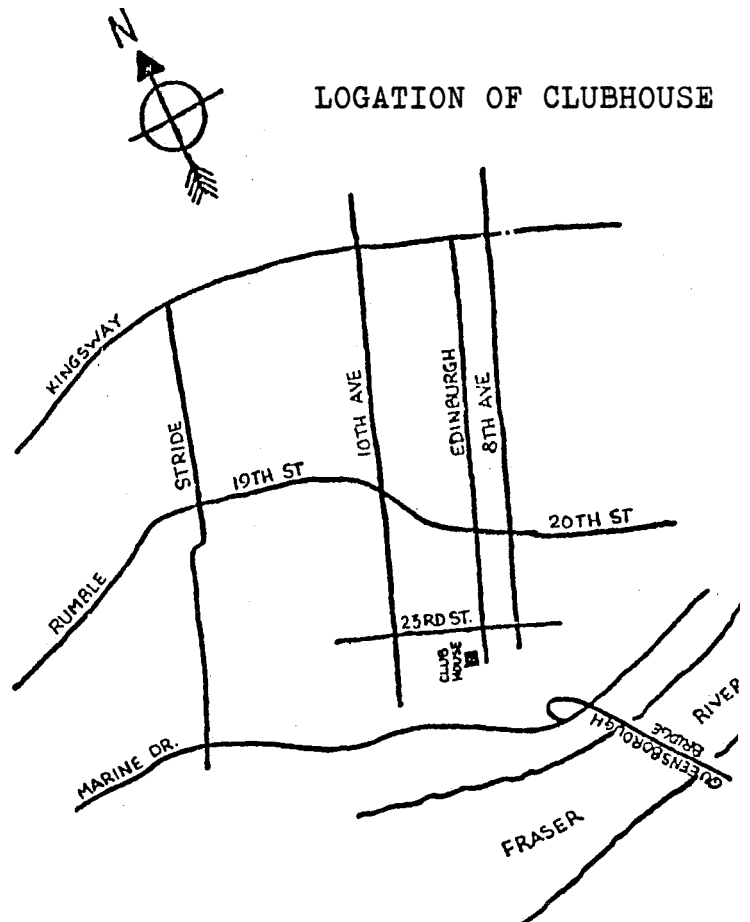 N
LOGATION OF CLUBHOUSE
KINGSWAY
STRIDE
10TH AVE
EDINBURGH
8TH AVE
19TH ST
20TH ST
RUMBLE
23RD ST.
CLUB
HOUSE
MARINE DR.
QUEENSBOROUGH
BRIDGE
RIVER
FRASER